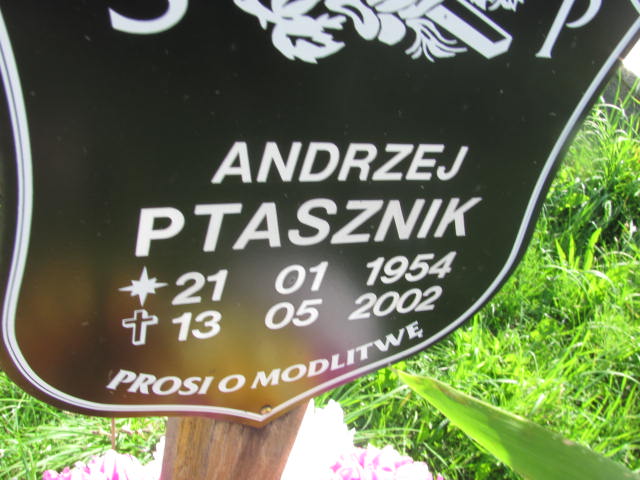 Ś P
ANDRZEJ
PTASZNIK
21 01 1954
13 05 2002
PROSI O MODLITWĘ